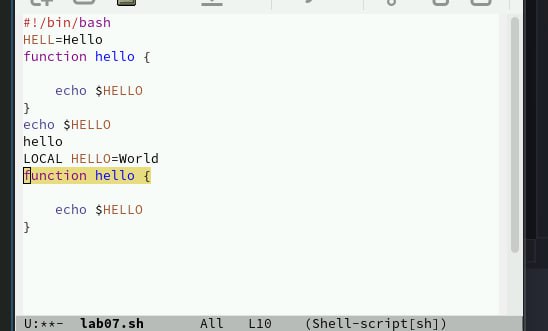 #!/bin/bash
HELL=Hello
function hello {
    echo $HELLO
}
echo $HELLO
hello
LOCAL HELLO=World
function hello {
    echo $HELLO
}
U:**-  lab07.sh       All   L10    (Shell-script[sh])